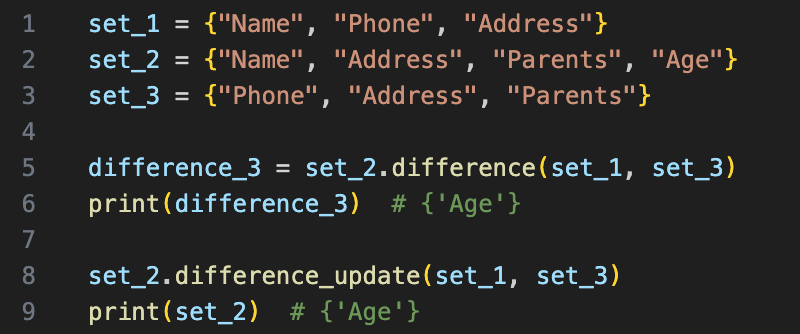 1 set_1 = {"Name", "Phone", "Address"}
2 set_2 = {"Name", "Address", "Parents", "Age"}
3 set_3 = {"Phone", "Address", "Parents"}
4
5 difference_3 = set_2.difference(set_1, set_3)
6 print(difference_3)  # {'Age'}
7
8 set_2.difference_update(set_1, set_3)
9 print(set_2)  # {'Age'}